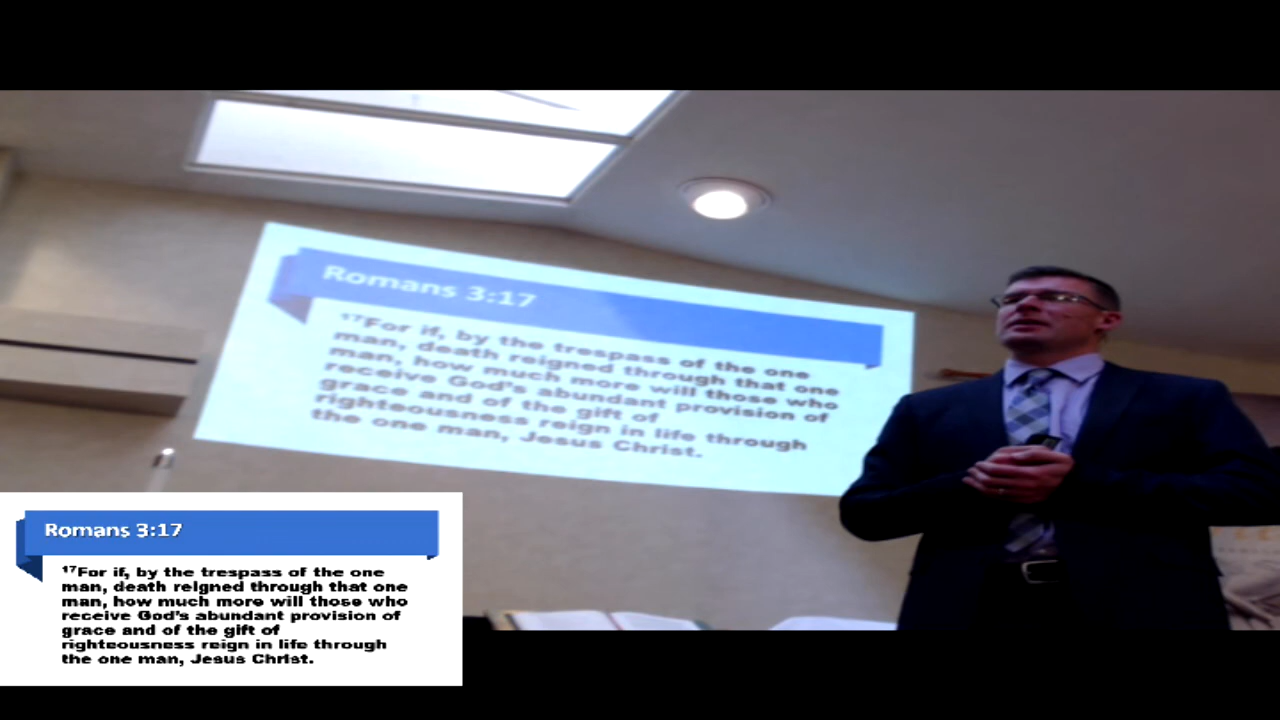 Romans 3:17
17For if, by the trespass of the one
man, death reigned through that one
man, how much more will those who
receive God's abundant provision of
grace and of the gift of
righteousness reign in life through
the one man, Jesus Christ.
Romans 3:17
17For if, by the trespass of the one
man, death reigned through that one
man, how much more will those who
receive God's abundant provision of
grace and of the gift of
righteousness reign in life through
the one man, Jesus Christ.